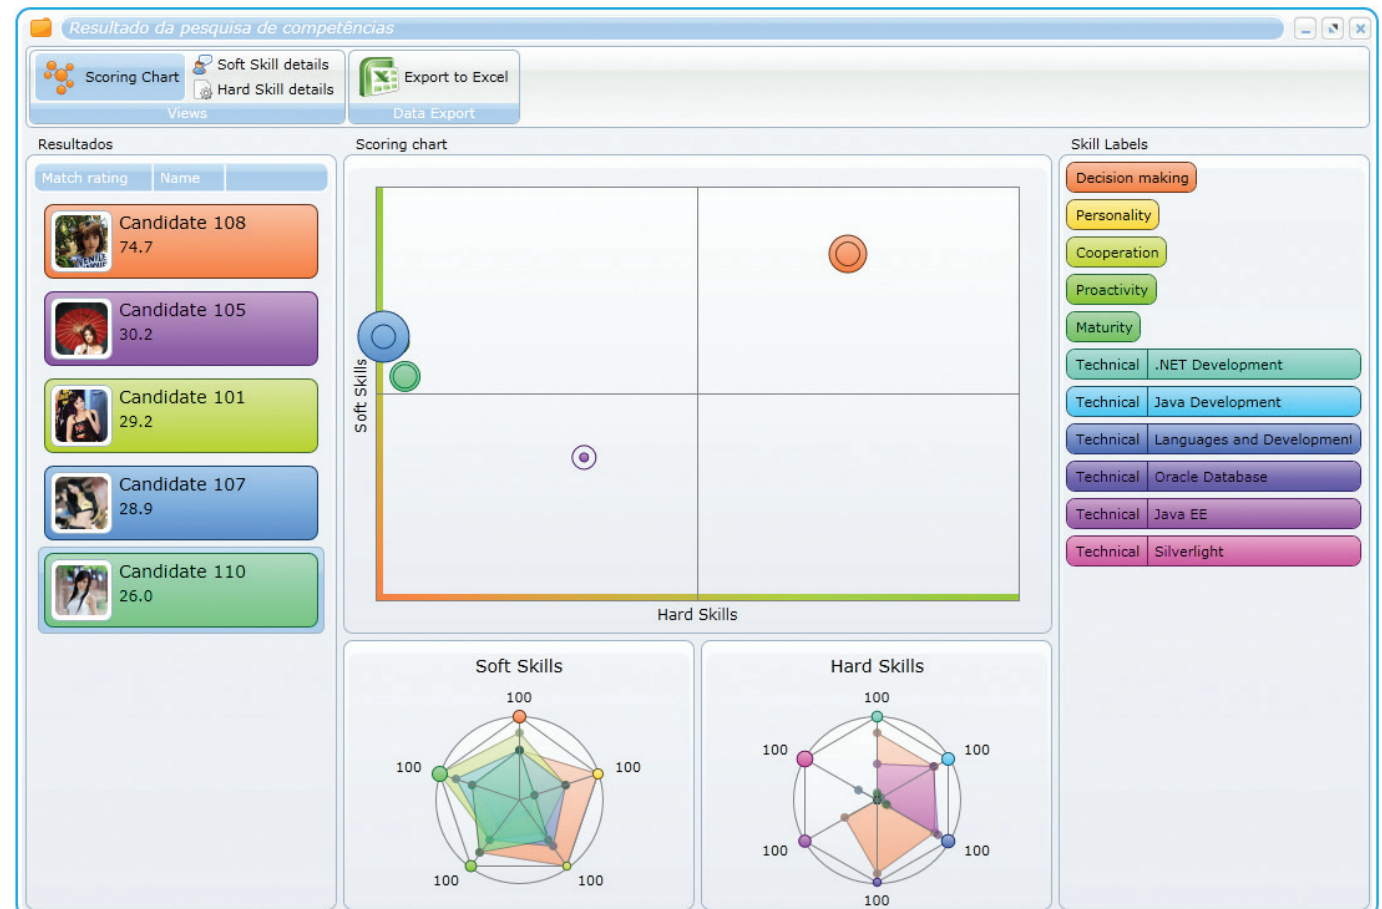 Resultado da pesquisa de competências
Scoring Chart
Soft Skill details
Hard Skill details
Views
Export to Excel
Data Export
Resultados
Match rating Name
Candidate 108
74.7
Candidate 105
30.2
Candidate 101
29.2
Candidate 107
28.9
Candidate 110
26.0
Scoring chart
Soft Skills
Hard Skills
Soft Skills
100
100
100
100
100
Hard Skills
100
100
100
100
100
100
Skill Labels
Decision making
Personality
Cooperation
Proactivity
Maturity
Technical .NET Development
Technical Java Development
Technical Languages and Development
Technical Oracle Database
Technical Java EE
Technical Silverlight